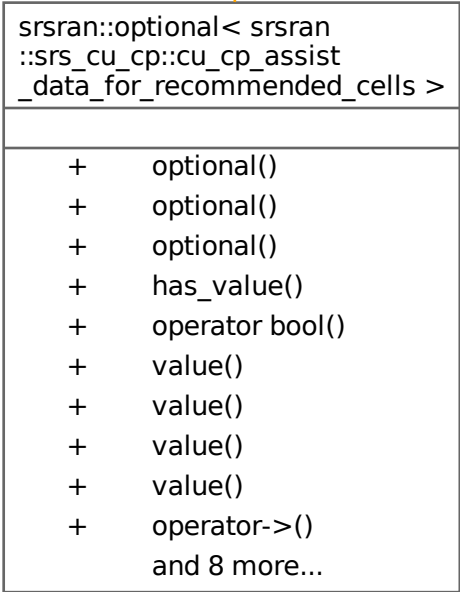 srsran::optional< srsran
::srs_cu_cp::cu_cp_assist
_data_for_recommended_cells >
+ optional()
+ optional()
+ optional()
+ has_value()
+ operator bool()
+ value()
+ value()
+ value()
+ value()
+ operator->()
and 8 more...